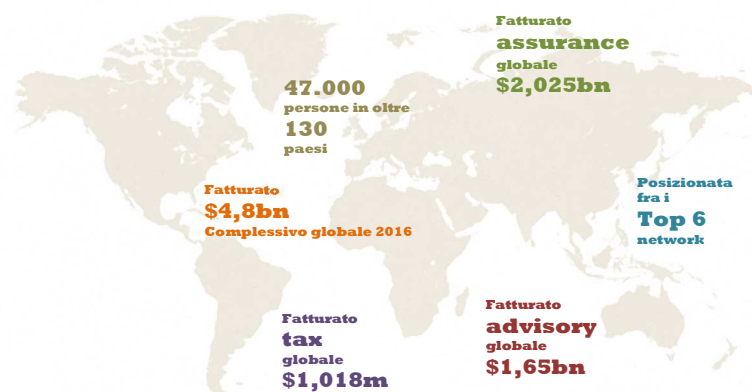 Fatturato
assurance
globale
$2,025bn
47.000
persone in oltre
130
paesi
Fatturato
$4,8bn
Complessivo globale 2016
Posizionata
fra i
Top 6
network
Fatturato
tax
globale
$1,018m
Fatturato
advisory
globale
$1,65bn